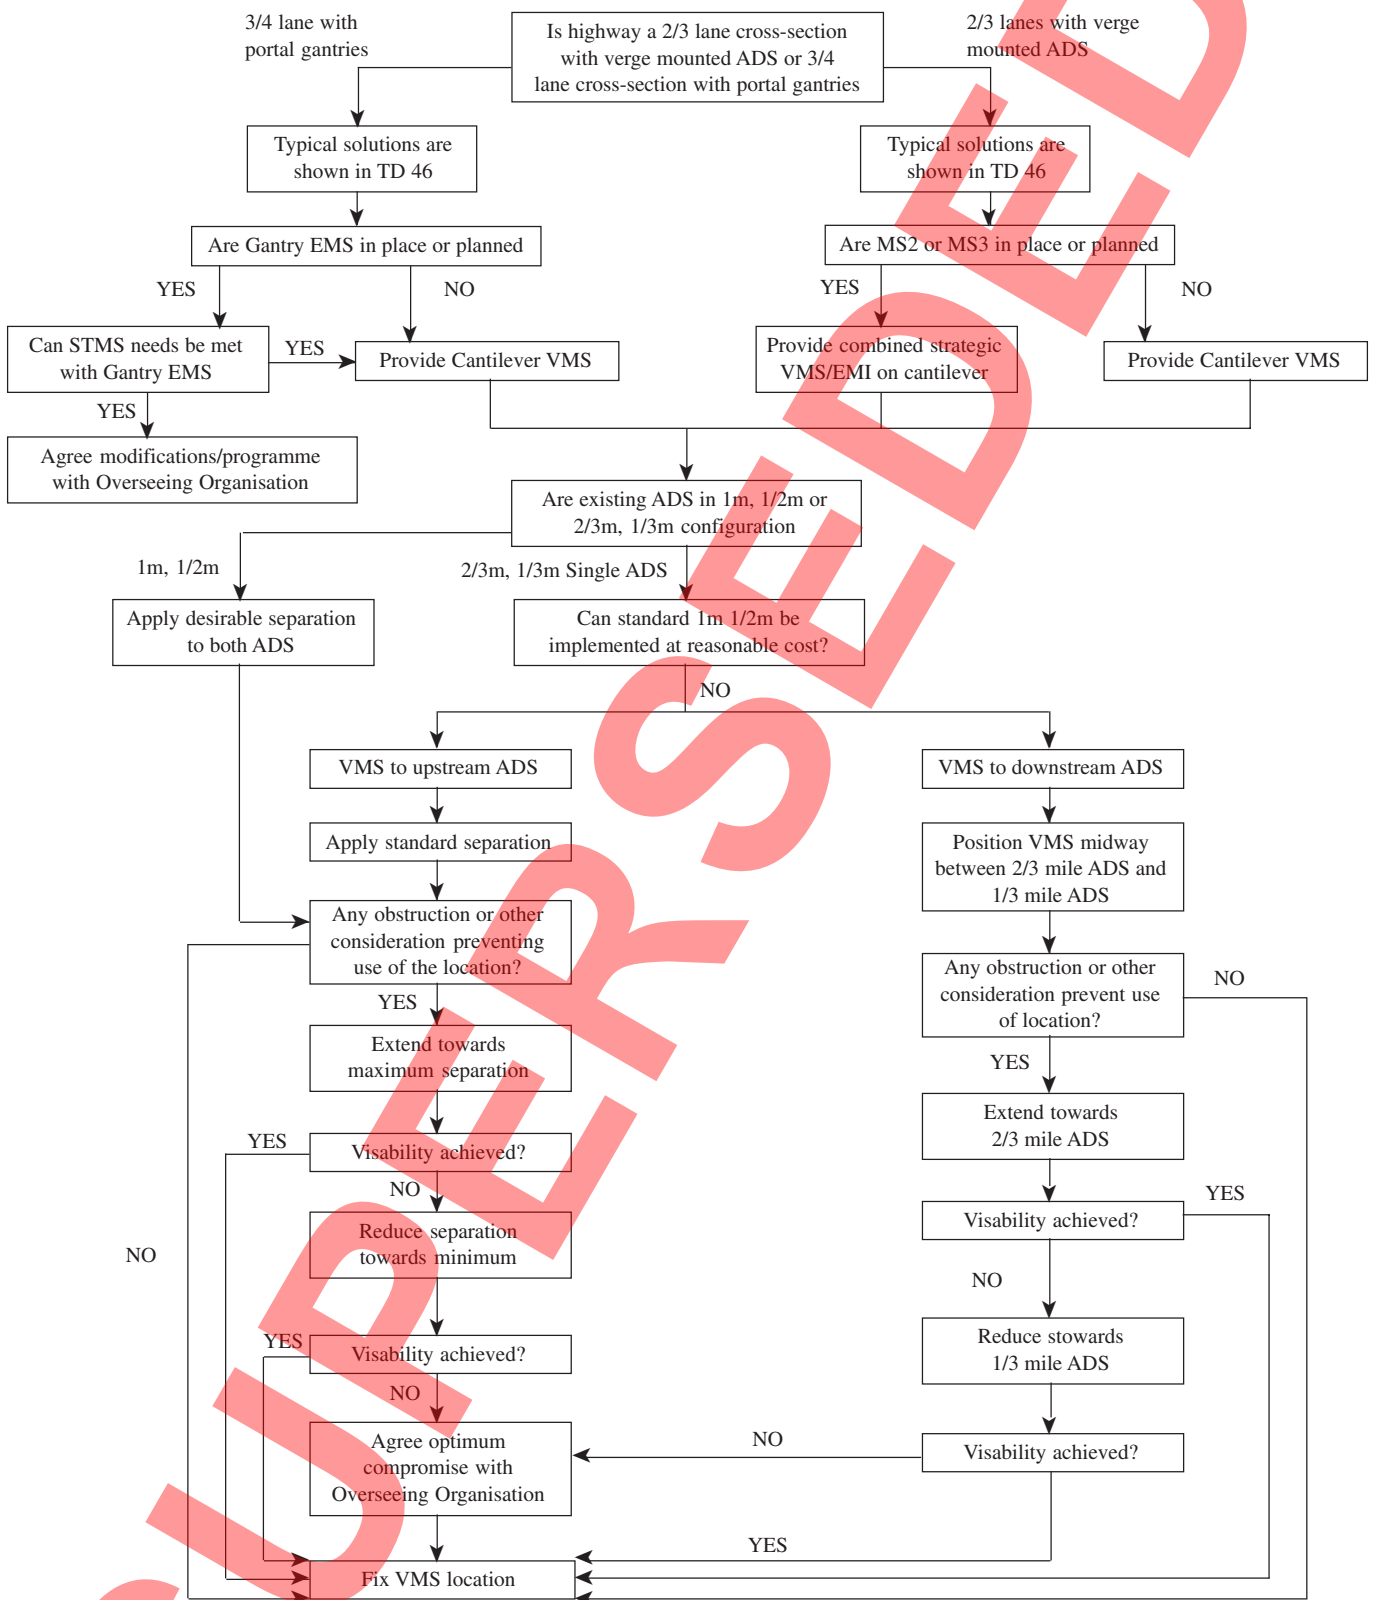 3/4 lane with
portal gantries
Is highway a 2/3 lane cross-section
with verge mounted ADS or 3/4
lane cross-section with portal gantries
2/3 lanes with verge
mounted ADS
Typical solutions are
shown in TD 46
Typical solutions are
shown in TD 46
Are Gantry EMS in place or planned
Are MS2 or MS3 in place or planned
YES
NO
YES
NO
Can STMS needs be met
with Gantry EMS
YES
Provide Cantilever VMS
Provide combined strategic
VMS/EMI on cantilever
Provide Cantilever VMS
YES
Agree modifications/programme
with Overseeing Organisation
Are existing ADS in 1m, 1/2m or
2/3m, 1/3m configuration
1m, 1/2m
2/3m, 1/3m Single ADS
Apply desirable separation
to both ADS
Can standard 1m 1/2m be
implemented at reasonable cost?
NO
VMS to upstream ADS
VMS to downstream ADS
Apply standard separation
Position VMS midway
between 2/3 mile ADS and
1/3 mile ADS
Any obstruction or other
consideration preventing
use of the location?
Any obstruction or other
consideration prevent use
of location?
NO
YES
YES
Extend towards
maximum separation
Extend towards
2/3 mile ADS
YES
Visability achieved?
NO
YES
Visability achieved?
Reduce separation
towards minimum
NO
NO
YES
Visability achieved?
Reduce stowards
1/3 mile ADS
NO
Agree optimum
compromise with
Overseeing Organisation
NO
Visability achieved?
YES
Fix VMS location
SUPERSEDED